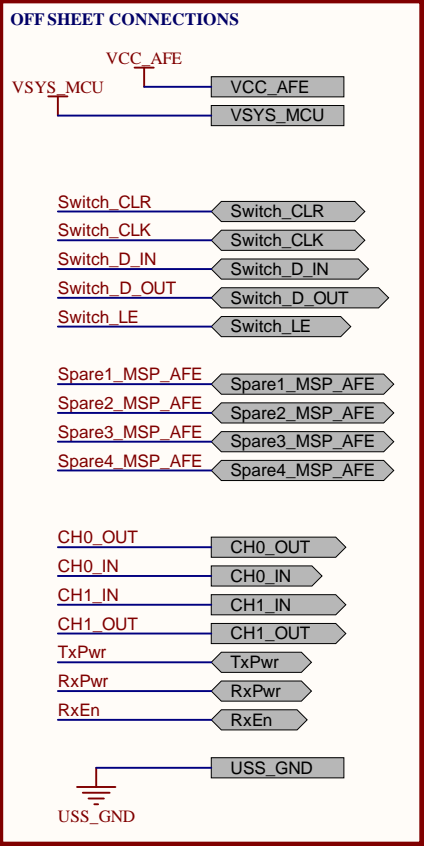 OFF SHEET CONNECTIONS
VCC_AFE
VCC_AFE
VSYS_MCU
VSYS_MCU
Switch_CLR Switch_CLR
Switch_CLK Switch_CLK
Switch_D_IN Switch_D_IN
Switch_D_OUT Switch_D_OUT
Switch_LE Switch_LE
Spare1_MSP_AFE Spare1_MSP_AFE
Spare2_MSP_AFE Spare2_MSP_AFE
Spare3_MSP_AFE Spare3_MSP_AFE
Spare4_MSP_AFE Spare4_MSP_AFE
CH0_OUT CH0_OUT
CH0_IN CH0_IN
CH1_IN CH1_IN
CH1_OUT CH1_OUT
TxPwr TxPwr
RxPwr RxPwr
RxEn RxEn
USS_GND
USS_GND